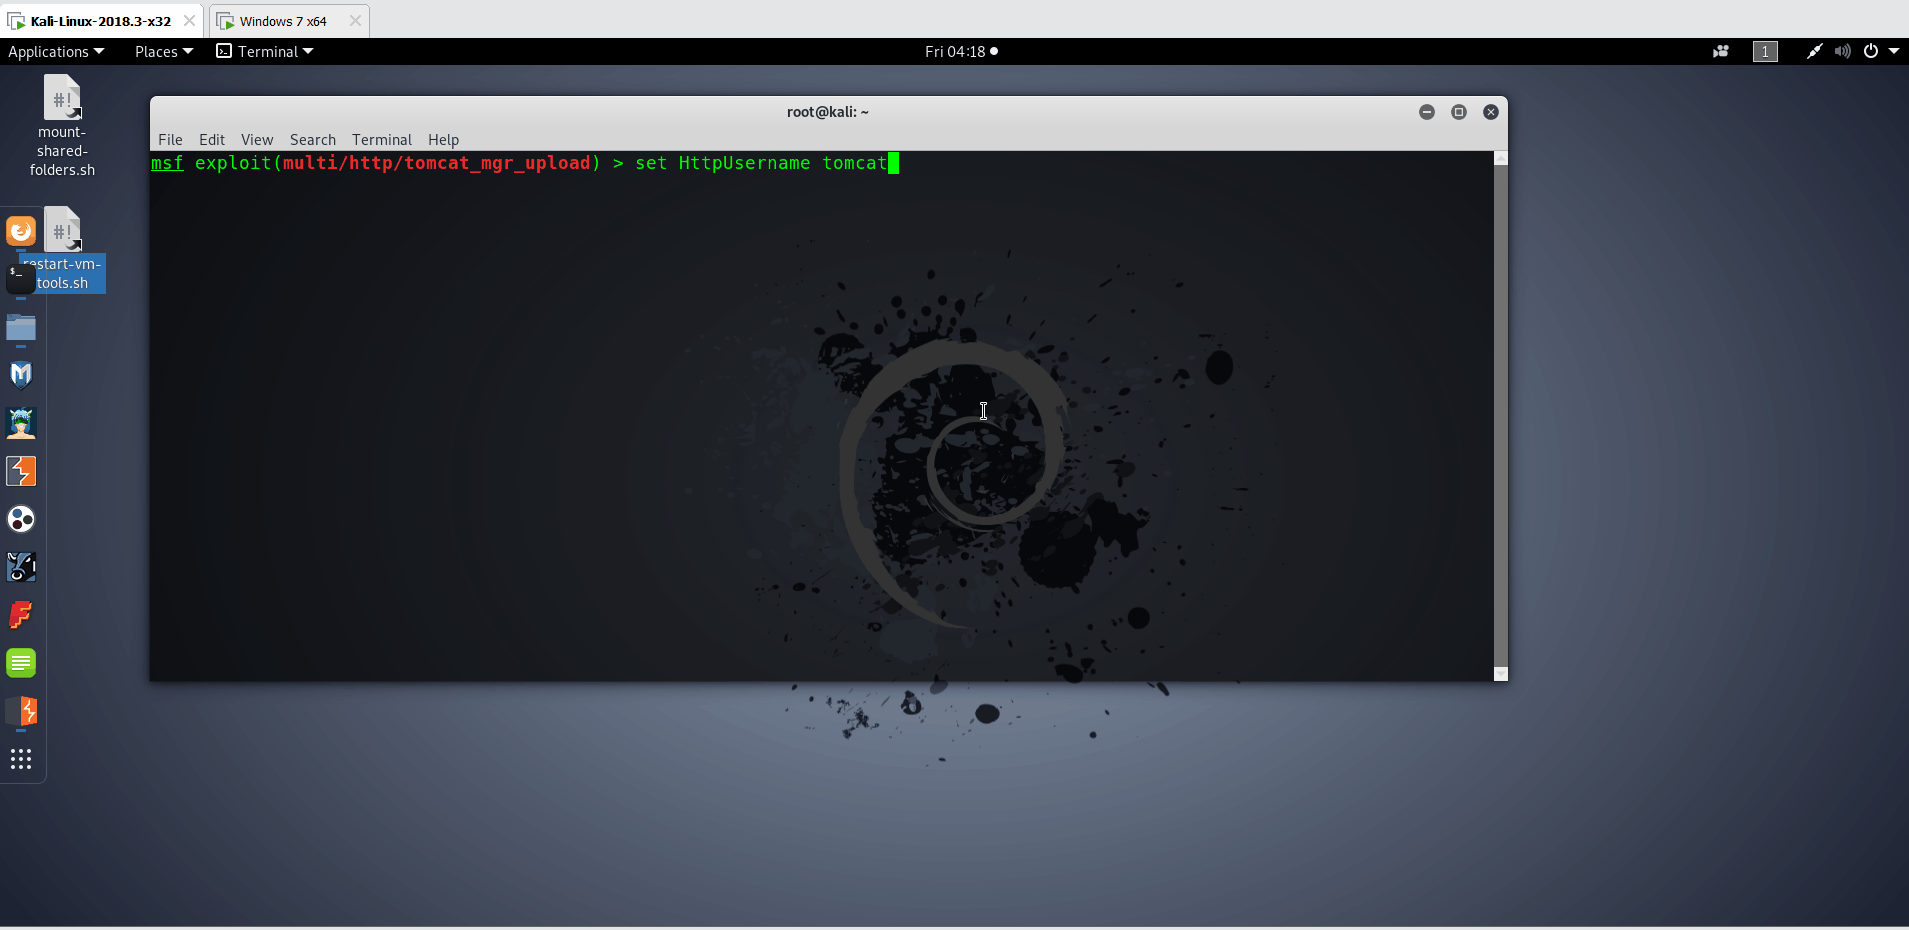 Kali-Linux-2018.3-x32 Windows 7 x64
Applications Places Terminal Fri 04:18 1
#!
mount-
shared-
folders.sh
#!
restart-vm-
tools.sh
$_
root@kali: ~
File Edit View Search Terminal Help
msf exploit(multi/http/tomcat_mgr_upload) > set HttpUsername tomcat